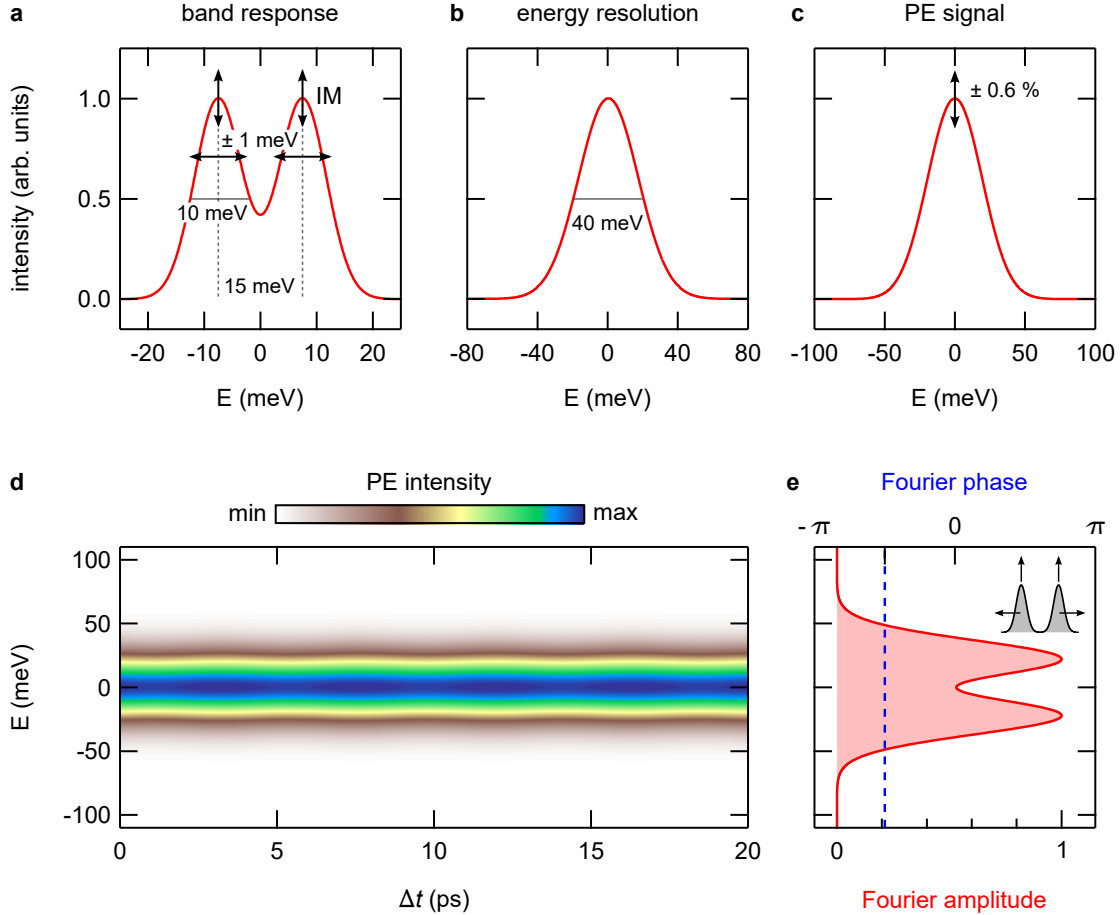 a band response
b energy resolution
c PE signal
intensity (arb. units)
1.0
0.5
0.0
IM
± 1 meV
10 meV
15 meV
-20 -10 0 10 20
E (meV)
40 meV
-80 -40 0 40 80
E (meV)
± 0.6 %
-100 -50 0 50 100
E (meV)
d PE intensity
min max
E (meV)
100
50
0
-50
-100
0 5 10 15 20
Δt (ps)
e Fourier phase
-π 0 π
0 1
Fourier amplitude